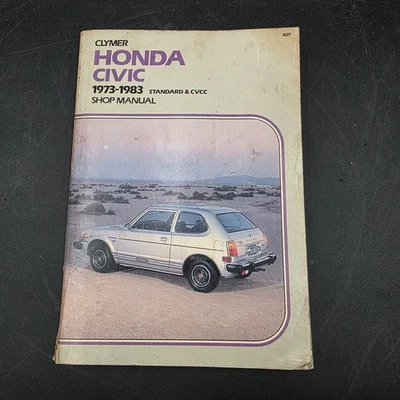 CLYMER
HONDA
CIVIC
1973-1983 STANDARD & CVCC
SHOP MANUAL